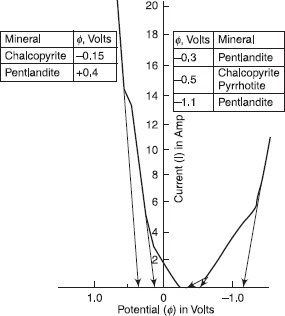 Mineral ϕ, Volts
Chalcopyrite –0.15
Pentlandite +0.4
ϕ, Volts Mineral
–0.3 Pentlandite
–0.5 Chalcopyrite
Pyrrhotite
–1.1 Pentlandite
20
18
16
14
12
10
8
6
4
2
Current (I) in Amp
1.0 0 –1.0
Potential (ϕ) in Volts